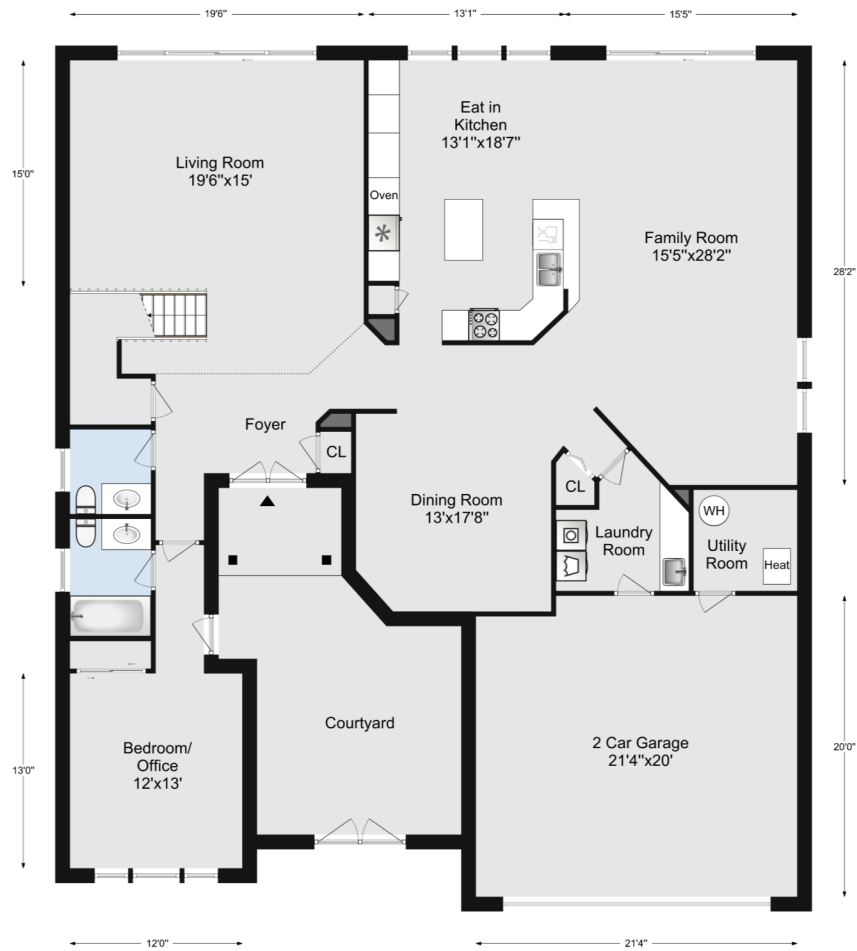 19'6"
13'1"
15'5"
15'0"
28'2"
Eat in
Kitchen
13'1"x18'7"
Living Room
19'6"x15'
Oven
Family Room
15'5"x28'2"
Foyer
CL
Dining Room
13'x17'8"
CL
Laundry
Room
WH
Utility
Room
Heat
Courtyard
Bedroom/
Office
12'x13'
2 Car Garage
21'4"x20'
13'0"
20'0"
12'0"
21'4"